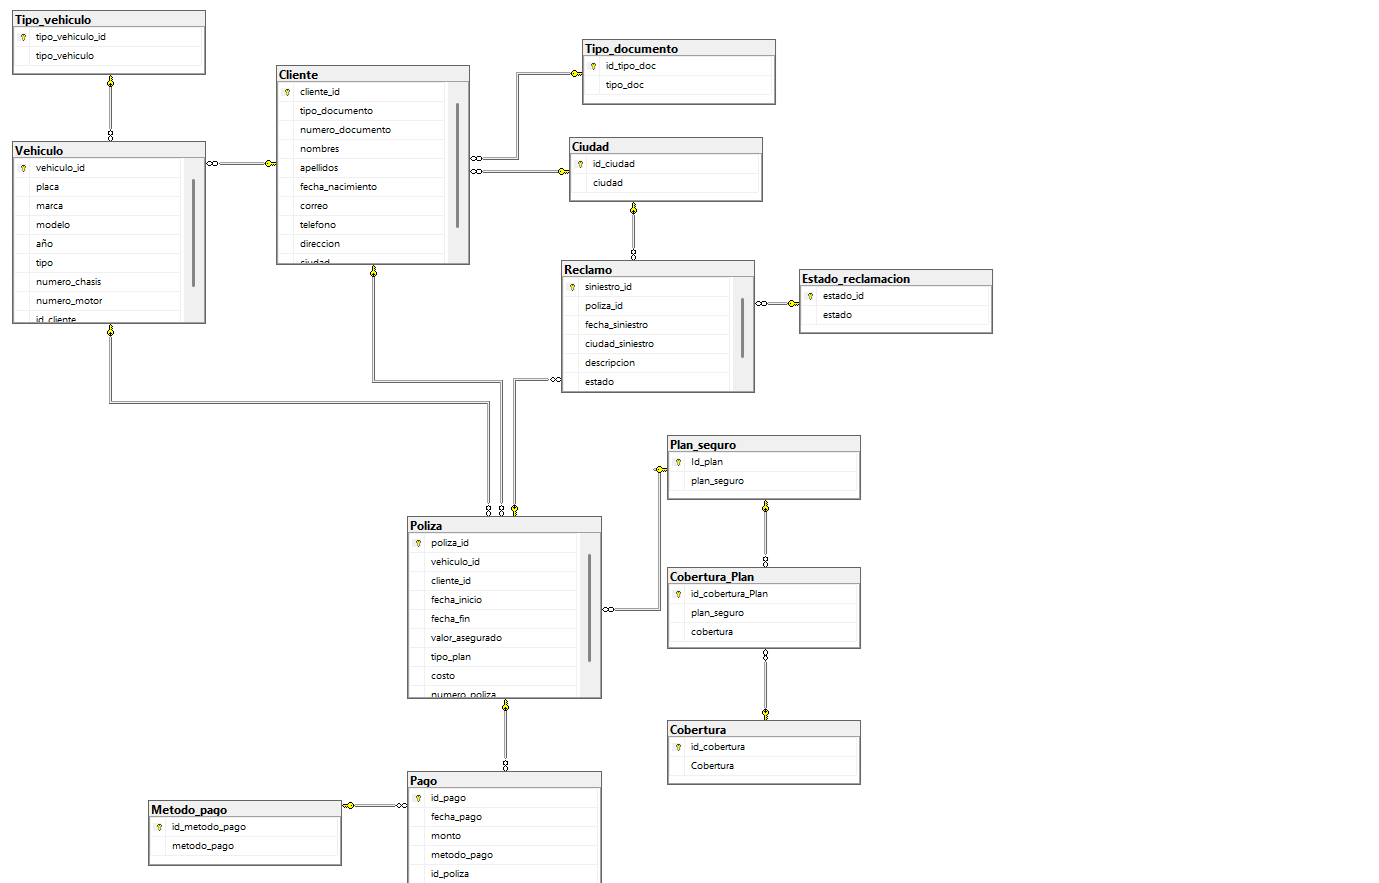 Tipo_vehiculo
tipo_vehiculo_id
tipo_vehiculo
Vehiculo
vehiculo_id
placa
marca
modelo
año
tipo
numero_chasis
numero_motor
id_cliente
Cliente
cliente_id
tipo_documento
numero_documento
nombres
apellidos
fecha_nacimiento
correo
telefono
direccion
ciudad
Tipo_documento
id_tipo_doc
tipo_doc
Ciudad
id_ciudad
ciudad
Reclamo
siniestro_id
poliza_id
fecha_siniestro
ciudad_siniestro
descripcion
estado
Estado_reclamacion
estado_id
estado
Plan_seguro
Id_plan
plan_seguro
Poliza
poliza_id
vehiculo_id
cliente_id
fecha_inicio
fecha_fin
valor_asegurado
tipo_plan
costo
numero_poliza
Cobertura_Plan
id_cobertura_Plan
plan_seguro
cobertura
Cobertura
id_cobertura
Cobertura
Metodo_pago
id_metodo_pago
metodo_pago
Pago
id_pago
fecha_pago
monto
metodo_pago
id_poliza